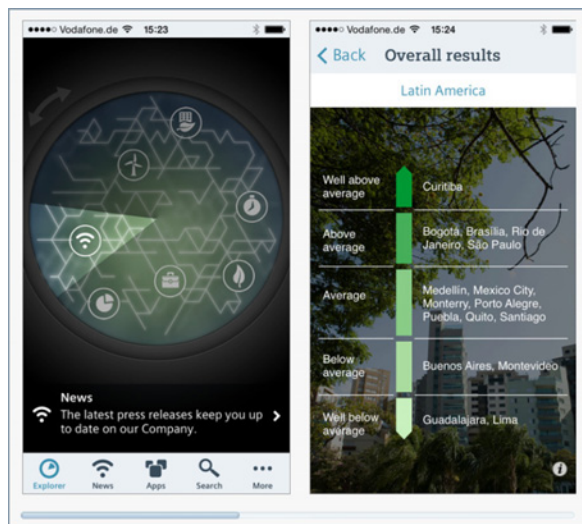 Vodafone.de 15:23
News
The latest press releases keep you up
to date on our Company.
Explorer News Apps Search More
Vodafone.de 15:24
Back Overall results
Latin America
Well above
average
Curitiba
Above
average
Bogotá, Brasília, Rio de
Janeiro, São Paulo
Average
Medellín, Mexico City,
Monterry, Porto Alegre,
Puebla, Quito, Santiago
Below
average
Buenos Aires, Montevideo
Well below
average
Guadalajara, Lima